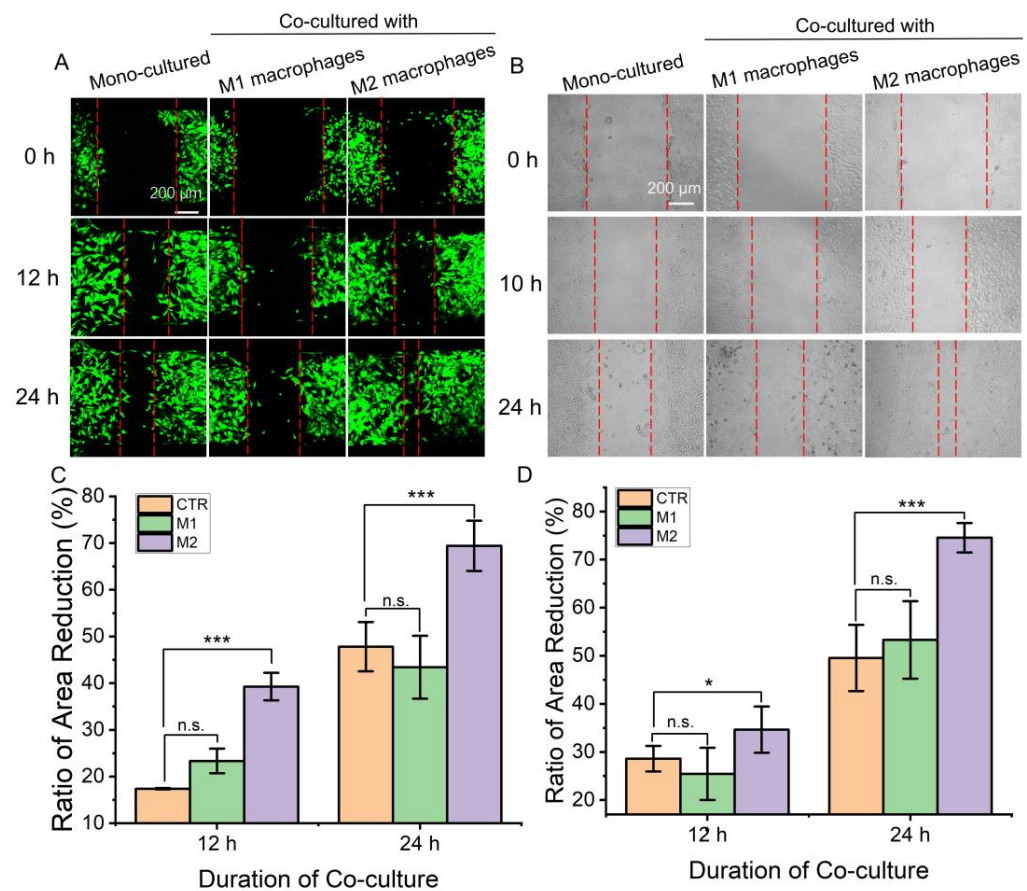 Co-cultured with
A
Mono-cultured
M1 macrophages
M2 macrophages
0 h
200 μm
12 h
24 h
Co-cultured with
B
Mono-cultured
M1 macrophages
M2 macrophages
0 h
200 μm
10 h
24 h
C
Ratio of Area Reduction (%)
80
70
60
50
40
30
20
10
CTR
M1
M2
n.s.
***
n.s.
***
12 h
24 h
Duration of Co-culture
D
Ratio of Area Reduction (%)
80
70
60
50
40
30
20
CTR
M1
M2
n.s.
*
n.s.
***
12 h
24 h
Duration of Co-culture